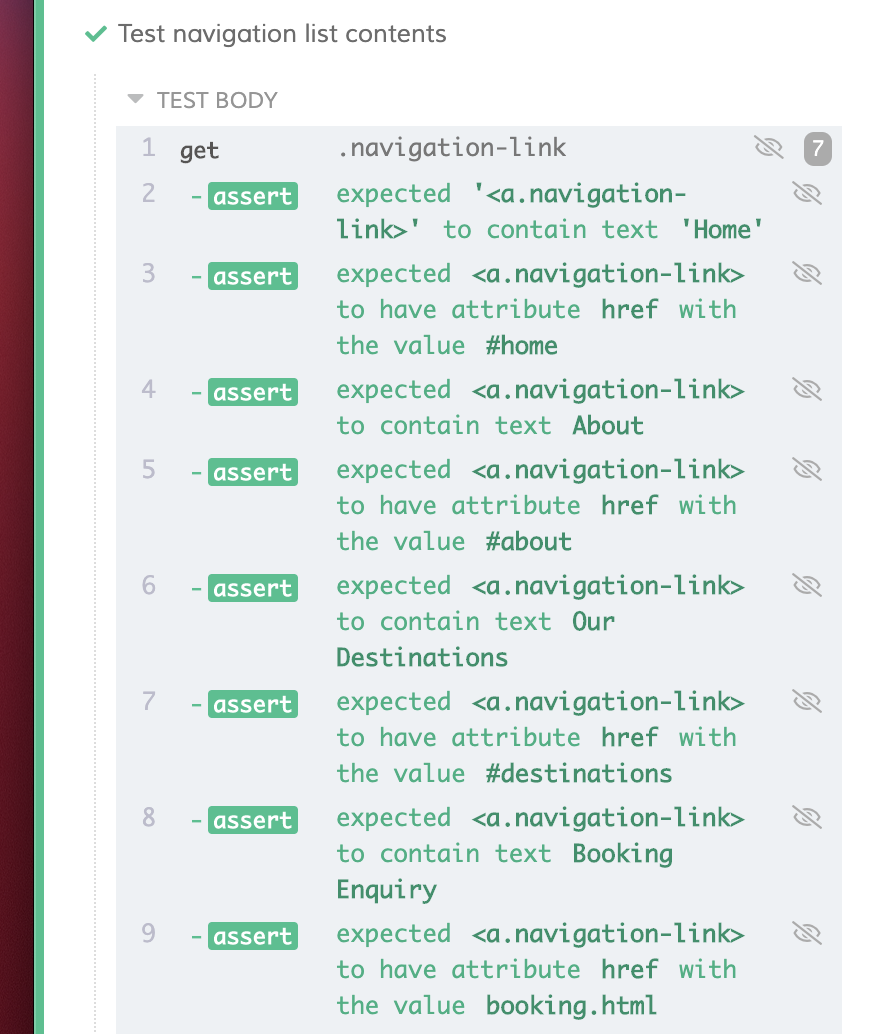 Test navigation list contents
TEST BODY
1 get .navigation-link 7
2 -assert expected '<a.navigation-
link>' to contain text 'Home'
3 -assert expected <a.navigation-link>
to have attribute href with
the value #home
4 -assert expected <a.navigation-link>
to contain text About
5 -assert expected <a.navigation-link>
to have attribute href with
the value #about
6 -assert expected <a.navigation-link>
to contain text Our
Destinations
7 -assert expected <a.navigation-link>
to have attribute href with
the value #destinations
8 -assert expected <a.navigation-link>
to contain text Booking
Enquiry
9 -assert expected <a.navigation-link>
to have attribute href with
the value booking.html